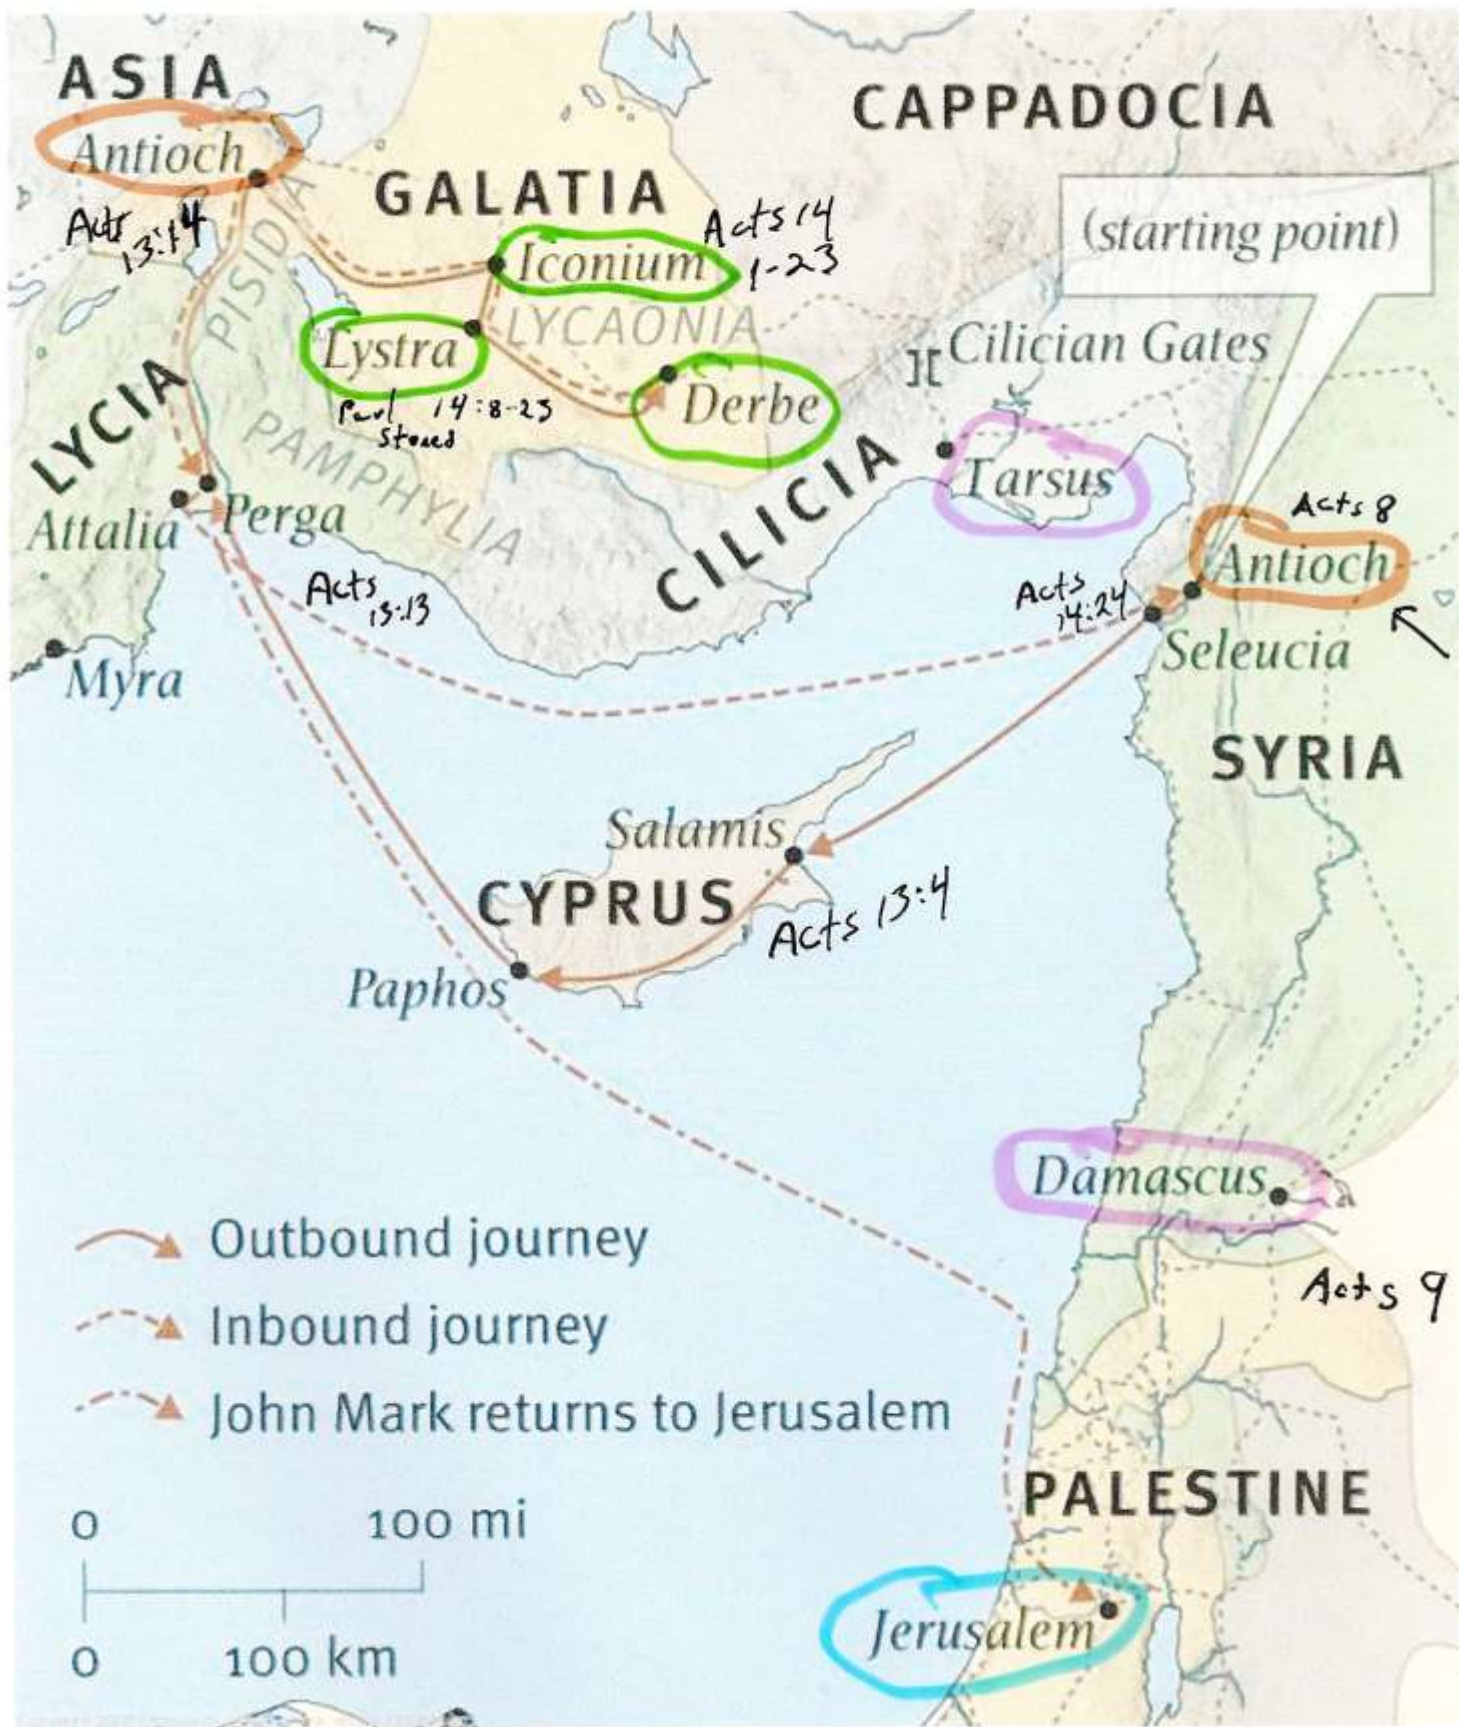 ASIA
Antioch
Acts
13:14
PISIDIA
GALATIA
CAPPADOCIA
Acts 14
1-23
(starting point)
Iconium
LYCAONIA
Lystra
Paul 14:8-23
Stoned
Derbe
Cilician Gates
LYCIA
PAMPHYLIA
CILICIA
Tarsus
Attalia
Perga
Acts 8
Antioch
Acts
13:13
Acts
14:24
Seleucia
Myra
SYRIA
Salamis
CYPRUS
Acts 13:4
Paphos
Damascus
Acts 9
Outbound journey
Inbound journey
John Mark returns to Jerusalem
PALESTINE
0 100 mi
0 100 km
Jerusalem